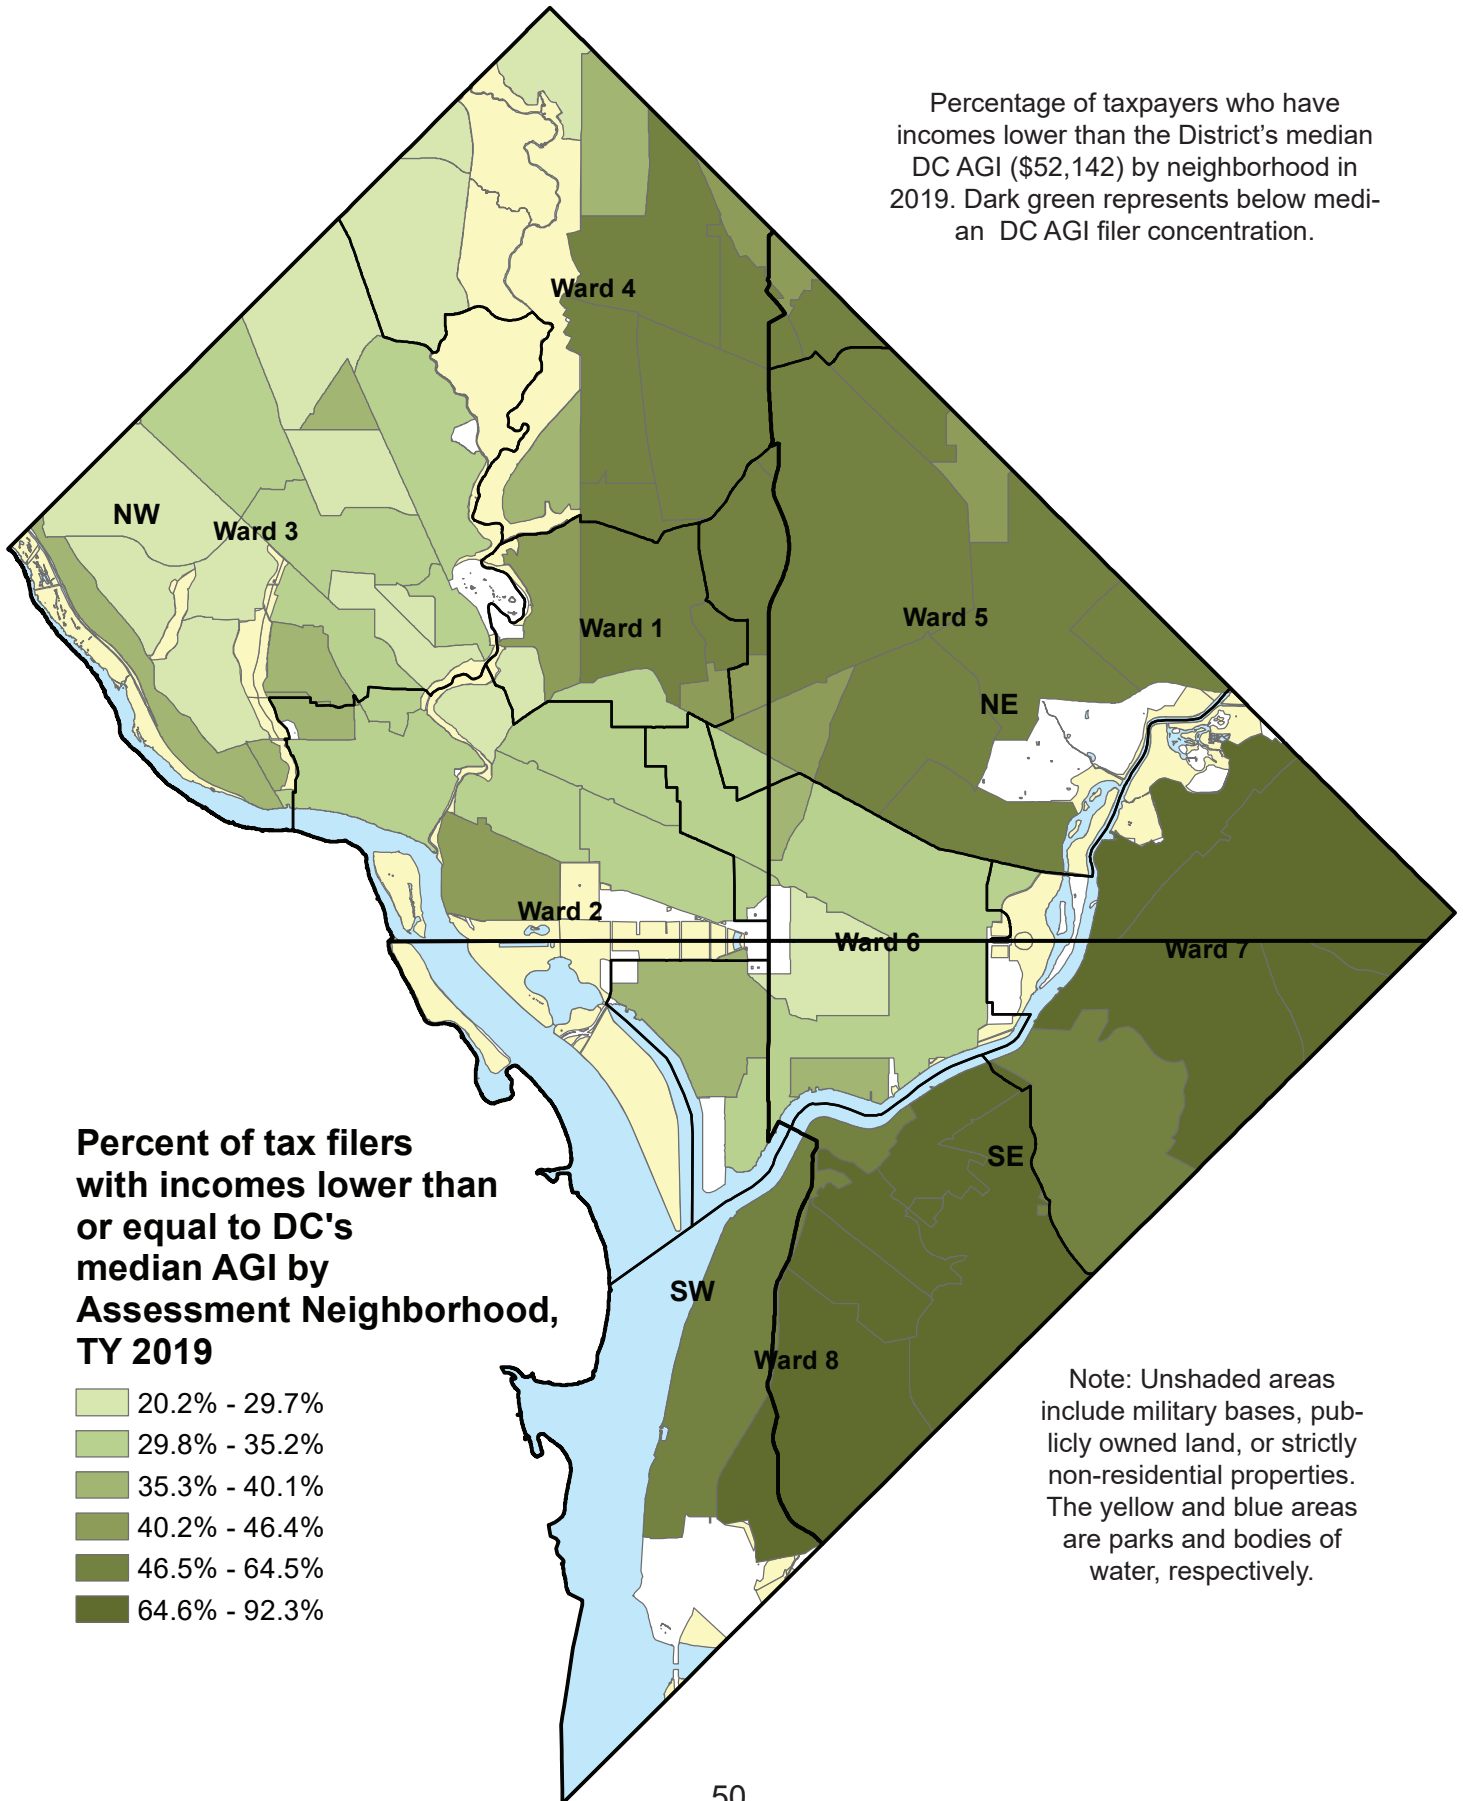 Percentage of taxpayers who have
incomes lower than the District’s median
DC AGI ($52,142) by neighborhood in
2019. Dark green represents below medi-
an  DC AGI filer concentration.
Ward 4
NW
Ward 3
Ward 1
Ward 5
NE
Ward 2
Ward 6
Ward 7
SE
SW
Ward 8
Percent of tax filers
with incomes lower than
or equal to DC's
median AGI by
Assessment Neighborhood,
TY 2019
20.2% - 29.7%
29.8% - 35.2%
35.3% - 40.1%
40.2% - 46.4%
46.5% - 64.5%
64.6% - 92.3%
Note: Unshaded areas
include military bases, pub-
licly owned land, or strictly
non-residential properties.
The yellow and blue areas
are parks and bodies of
water, respectively.
50